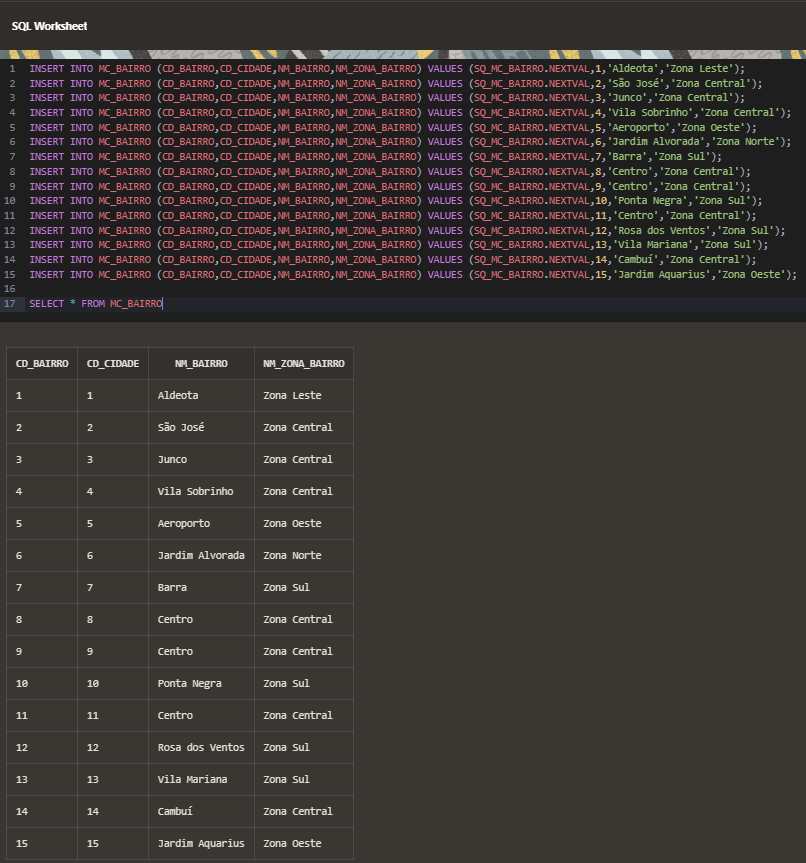 SQL Worksheet
1 INSERT INTO MC_BAIRRO (CD_BAIRRO,CD_CIDADE,NM_BAIRRO,NM_ZONA_BAIRRO) VALUES (SQ_MC_BAIRRO.NEXTVAL,1,'Aldeota','Zona Leste');
2 INSERT INTO MC_BAIRRO (CD_BAIRRO,CD_CIDADE,NM_BAIRRO,NM_ZONA_BAIRRO) VALUES (SQ_MC_BAIRRO.NEXTVAL,2,'São José','Zona Central');
3 INSERT INTO MC_BAIRRO (CD_BAIRRO,CD_CIDADE,NM_BAIRRO,NM_ZONA_BAIRRO) VALUES (SQ_MC_BAIRRO.NEXTVAL,3,'Junco','Zona Central');
4 INSERT INTO MC_BAIRRO (CD_BAIRRO,CD_CIDADE,NM_BAIRRO,NM_ZONA_BAIRRO) VALUES (SQ_MC_BAIRRO.NEXTVAL,4,'Vila Sobrinho','Zona Central');
5 INSERT INTO MC_BAIRRO (CD_BAIRRO,CD_CIDADE,NM_BAIRRO,NM_ZONA_BAIRRO) VALUES (SQ_MC_BAIRRO.NEXTVAL,5,'Aeroporto','Zona Oeste');
6 INSERT INTO MC_BAIRRO (CD_BAIRRO,CD_CIDADE,NM_BAIRRO,NM_ZONA_BAIRRO) VALUES (SQ_MC_BAIRRO.NEXTVAL,6,'Jardim Alvorada','Zona Norte');
7 INSERT INTO MC_BAIRRO (CD_BAIRRO,CD_CIDADE,NM_BAIRRO,NM_ZONA_BAIRRO) VALUES (SQ_MC_BAIRRO.NEXTVAL,7,'Barra','Zona Sul');
8 INSERT INTO MC_BAIRRO (CD_BAIRRO,CD_CIDADE,NM_BAIRRO,NM_ZONA_BAIRRO) VALUES (SQ_MC_BAIRRO.NEXTVAL,8,'Centro','Zona Central');
9 INSERT INTO MC_BAIRRO (CD_BAIRRO,CD_CIDADE,NM_BAIRRO,NM_ZONA_BAIRRO) VALUES (SQ_MC_BAIRRO.NEXTVAL,9,'Centro','Zona Central');
10 INSERT INTO MC_BAIRRO (CD_BAIRRO,CD_CIDADE,NM_BAIRRO,NM_ZONA_BAIRRO) VALUES (SQ_MC_BAIRRO.NEXTVAL,10,'Ponta Negra','Zona Sul');
11 INSERT INTO MC_BAIRRO (CD_BAIRRO,CD_CIDADE,NM_BAIRRO,NM_ZONA_BAIRRO) VALUES (SQ_MC_BAIRRO.NEXTVAL,11,'Centro','Zona Central');
12 INSERT INTO MC_BAIRRO (CD_BAIRRO,CD_CIDADE,NM_BAIRRO,NM_ZONA_BAIRRO) VALUES (SQ_MC_BAIRRO.NEXTVAL,12,'Rosa dos Ventos','Zona Sul');
13 INSERT INTO MC_BAIRRO (CD_BAIRRO,CD_CIDADE,NM_BAIRRO,NM_ZONA_BAIRRO) VALUES (SQ_MC_BAIRRO.NEXTVAL,13,'Vila Mariana','Zona Sul');
14 INSERT INTO MC_BAIRRO (CD_BAIRRO,CD_CIDADE,NM_BAIRRO,NM_ZONA_BAIRRO) VALUES (SQ_MC_BAIRRO.NEXTVAL,14,'Cambuí','Zona Central');
15 INSERT INTO MC_BAIRRO (CD_BAIRRO,CD_CIDADE,NM_BAIRRO,NM_ZONA_BAIRRO) VALUES (SQ_MC_BAIRRO.NEXTVAL,15,'Jardim Aquarius','Zona Oeste');
16
17 SELECT * FROM MC_BAIRRO
CD_BAIRRO CD_CIDADE NM_BAIRRO NM_ZONA_BAIRRO
1 1 Aldeota Zona Leste
2 2 São José Zona Central
3 3 Junco Zona Central
4 4 Vila Sobrinho Zona Central
5 5 Aeroporto Zona Oeste
6 6 Jardim Alvorada Zona Norte
7 7 Barra Zona Sul
8 8 Centro Zona Central
9 9 Centro Zona Central
10 10 Ponta Negra Zona Sul
11 11 Centro Zona Central
12 12 Rosa dos Ventos Zona Sul
13 13 Vila Mariana Zona Sul
14 14 Cambuí Zona Central
15 15 Jardim Aquarius Zona Oeste